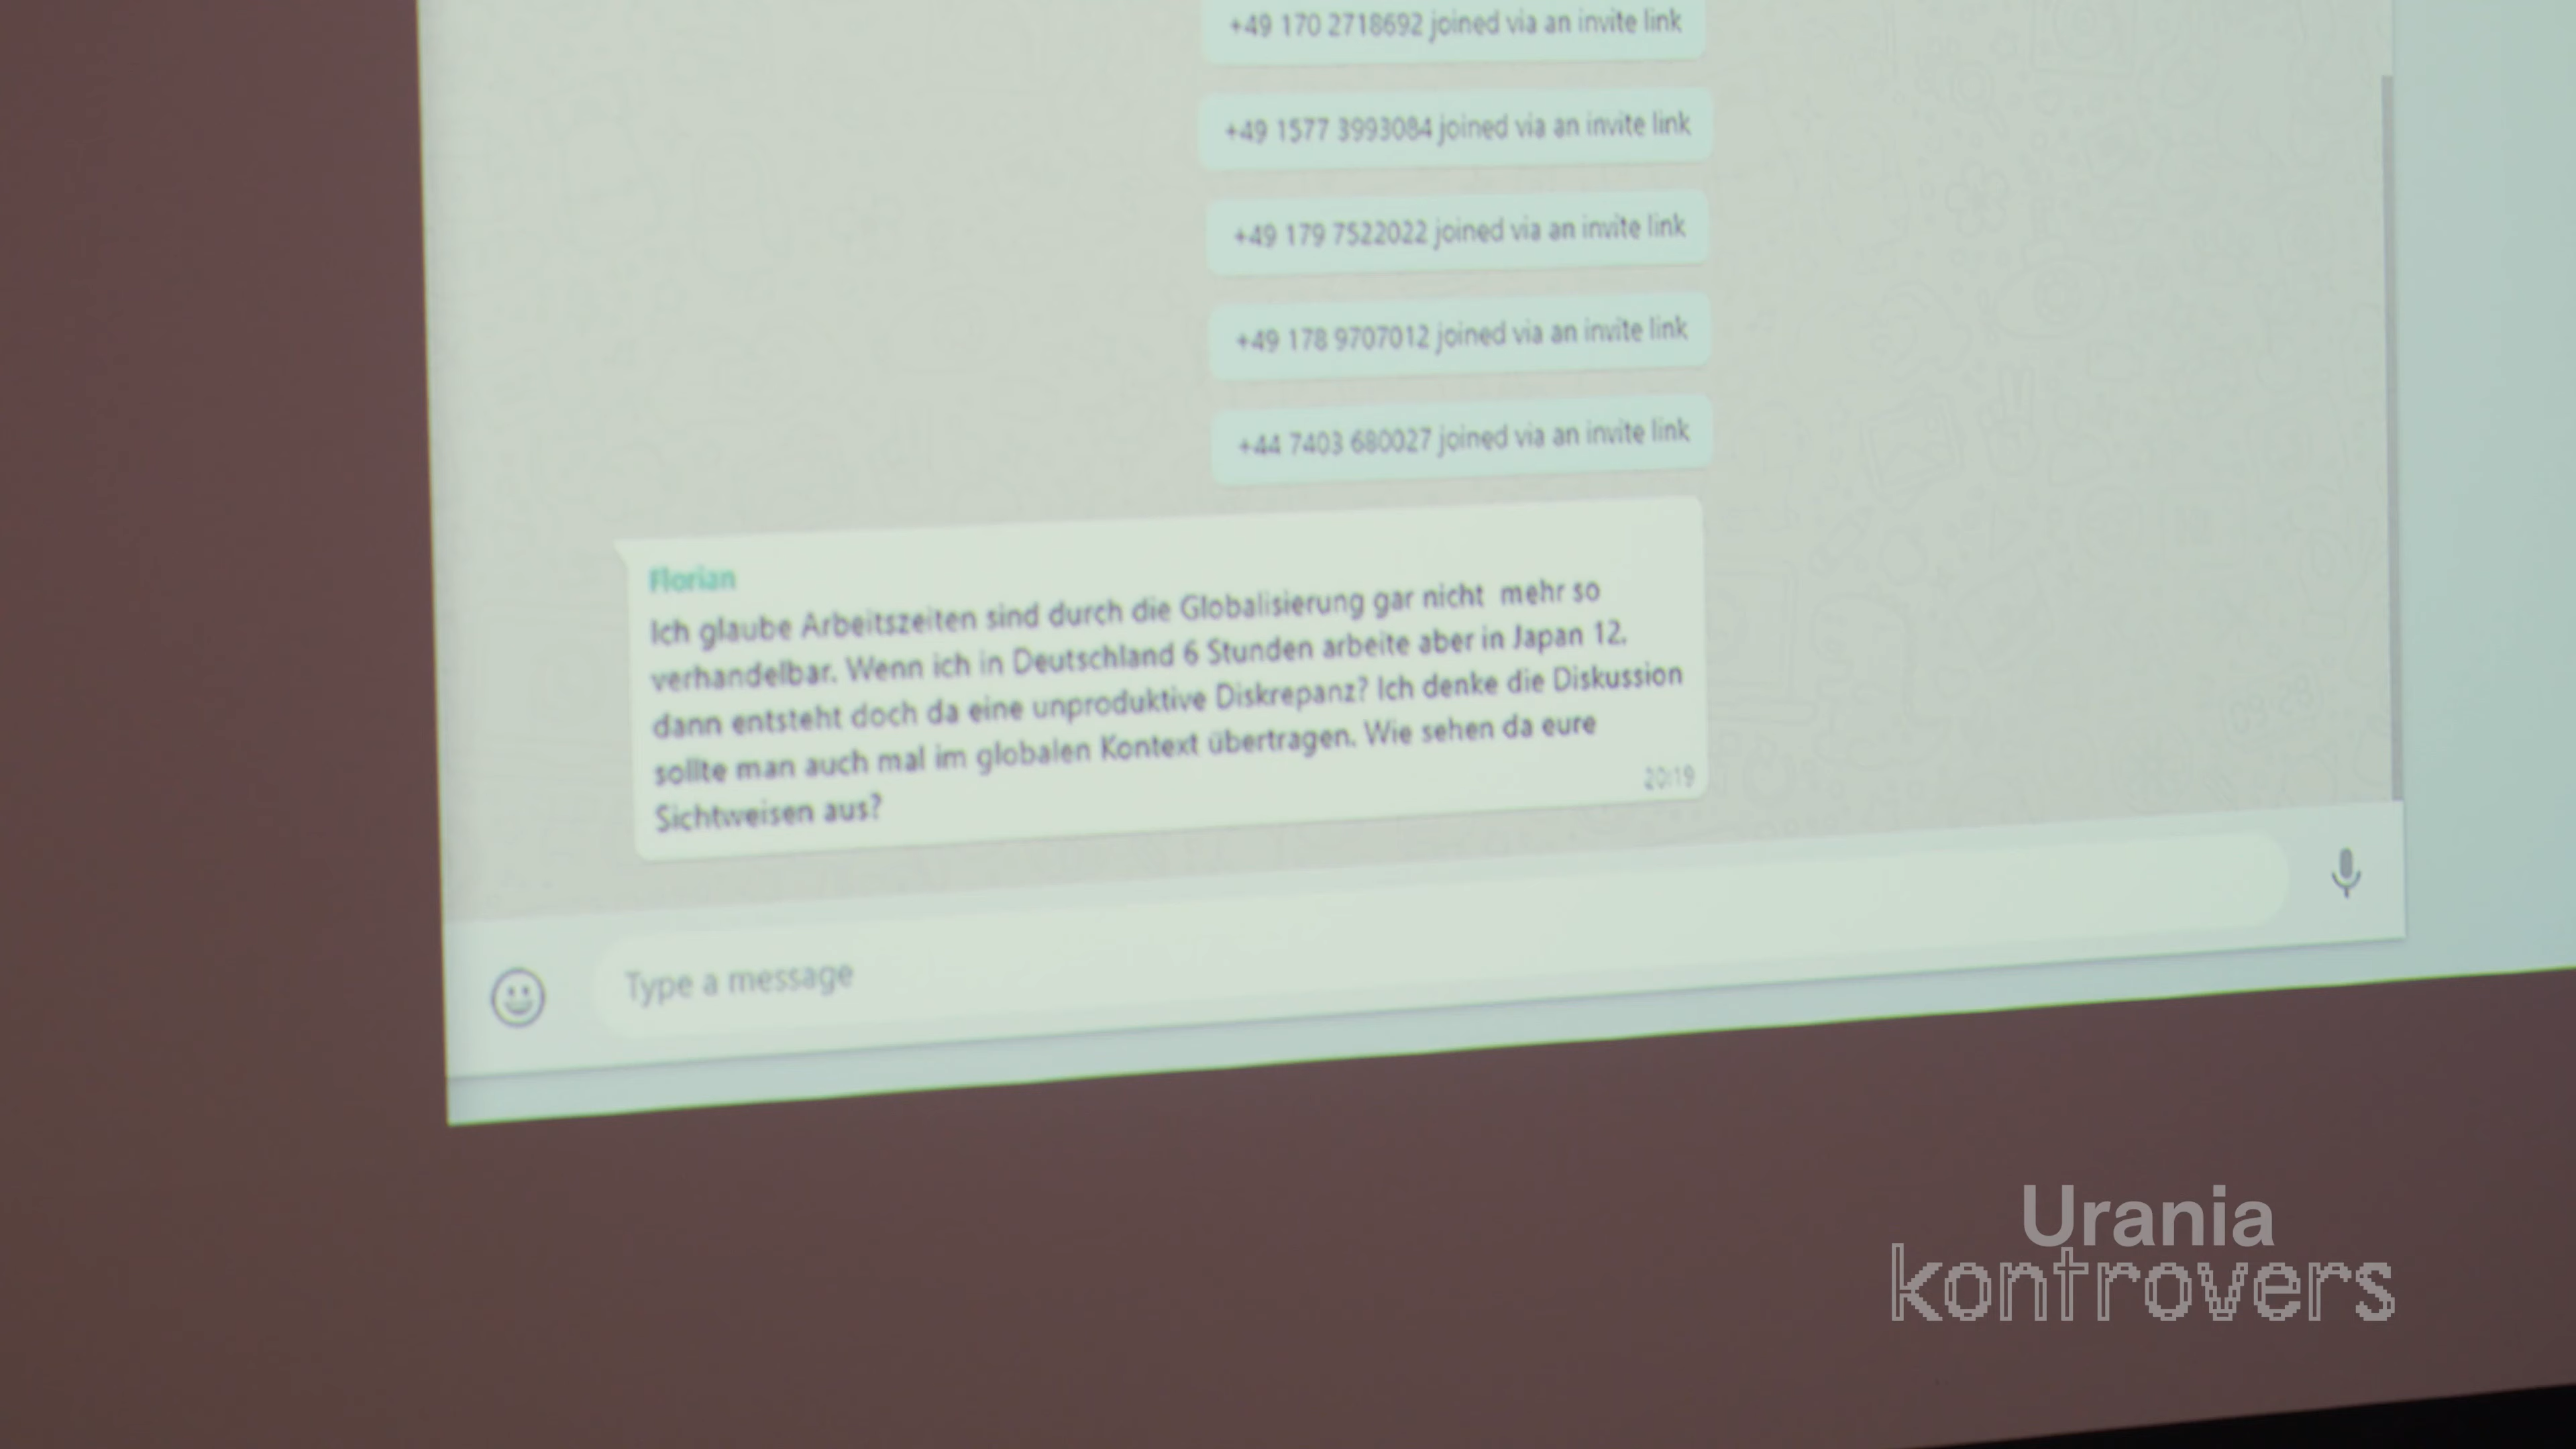 +49 170 2718692 joined via an invite link
+49 1577 3993084 joined via an invite link
+49 179 7522022 joined via an invite link
+49 178 9707012 joined via an invite link
+44 7403 680027 joined via an invite link
Florian
Ich glaube Arbeitszeiten sind durch die Globalisierung gar nicht mehr so
verhandelbar. Wenn ich in Deutschland 6 Stunden arbeite aber in Japan 12.
dann entsteht doch da eine unproduktive Diskrepanz? Ich denke die Diskussion
sollte man auch mal im globalen Kontext übertragen. Wie sehen da eure
Sichtweisen aus?
20:19
Type a message
Urania
kontrovers